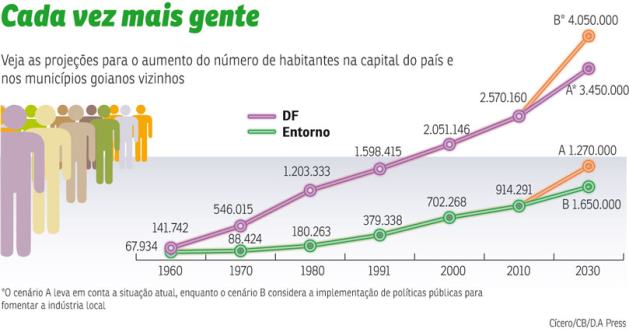 Cada vez mais gente
Veja as projeções para o aumento do número de habitantes na capital do país e
nos municípios goianos vizinhos
DF
Entorno
B* 4.050.000
A* 3.450.000
2.570.160
2.051.146
1.598.415
1.203.333
546.015
141.742
A 1.270.000
B 1.650.000
914.291
702.268
379.338
180.263
88.424
67.934
1960 1970 1980 1991 2000 2010 2030
*O cenário A leva em conta a situação atual, enquanto o cenário B considera a implementação de políticas públicas para
fomentar a indústria local
Cícero/CB/D.A Press